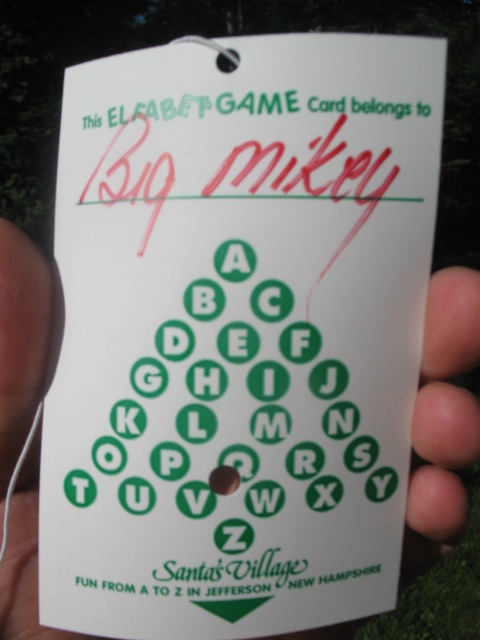 This ELFABET GAME Card belongs to
Big mikey
A
B C
D E F
G H I J
K L M N
O P Q R S
T U V W X Y
Z
Santa's Village
FUN FROM A TO Z IN JEFFERSON NEW HAMPSHIRE